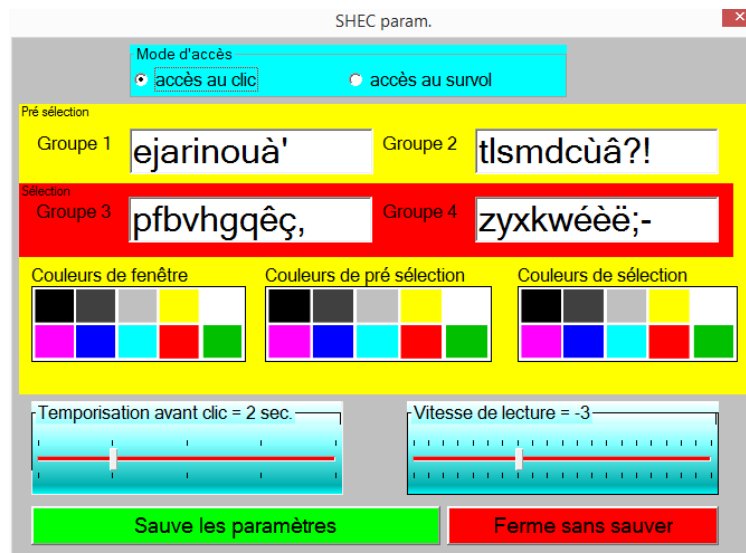 SHEC param.
Mode d'accès
accès au clic
accès au survol
Pré sélection
Groupe 1
ejarinouà'
Groupe 2
tlsmdcùâ?!
Sélection
Groupe 3
pfbvhgqêç,
Groupe 4
zyxkwéèë;-
Couleurs de fenêtre
Couleurs de pré sélection
Couleurs de sélection
Temporisation avant clic = 2 sec.
Vitesse de lecture = -3
Sauve les paramètres
Ferme sans sauver